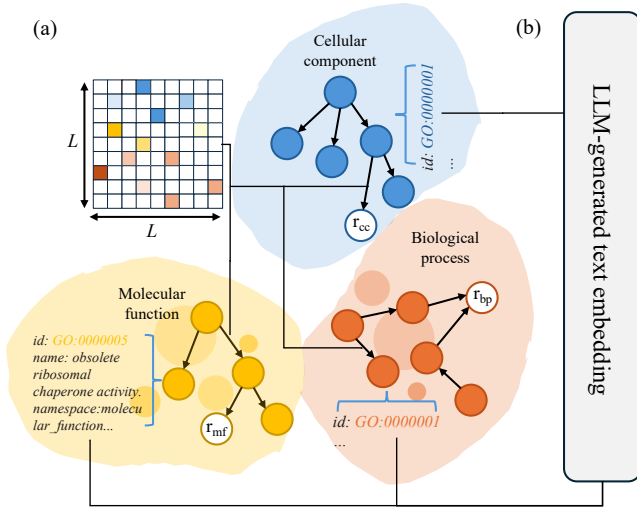 (a)
Cellular
component
(b)
L
L
id: GO:0000001
...
r_cc
LLM-generated text embedding
Molecular
function
id: GO:0000005
name: obsolete
ribosomal
chaperone activity.
namespace:molecu
lar_function...
r_mf
Biological
process
r_bp
id: GO:0000001
...